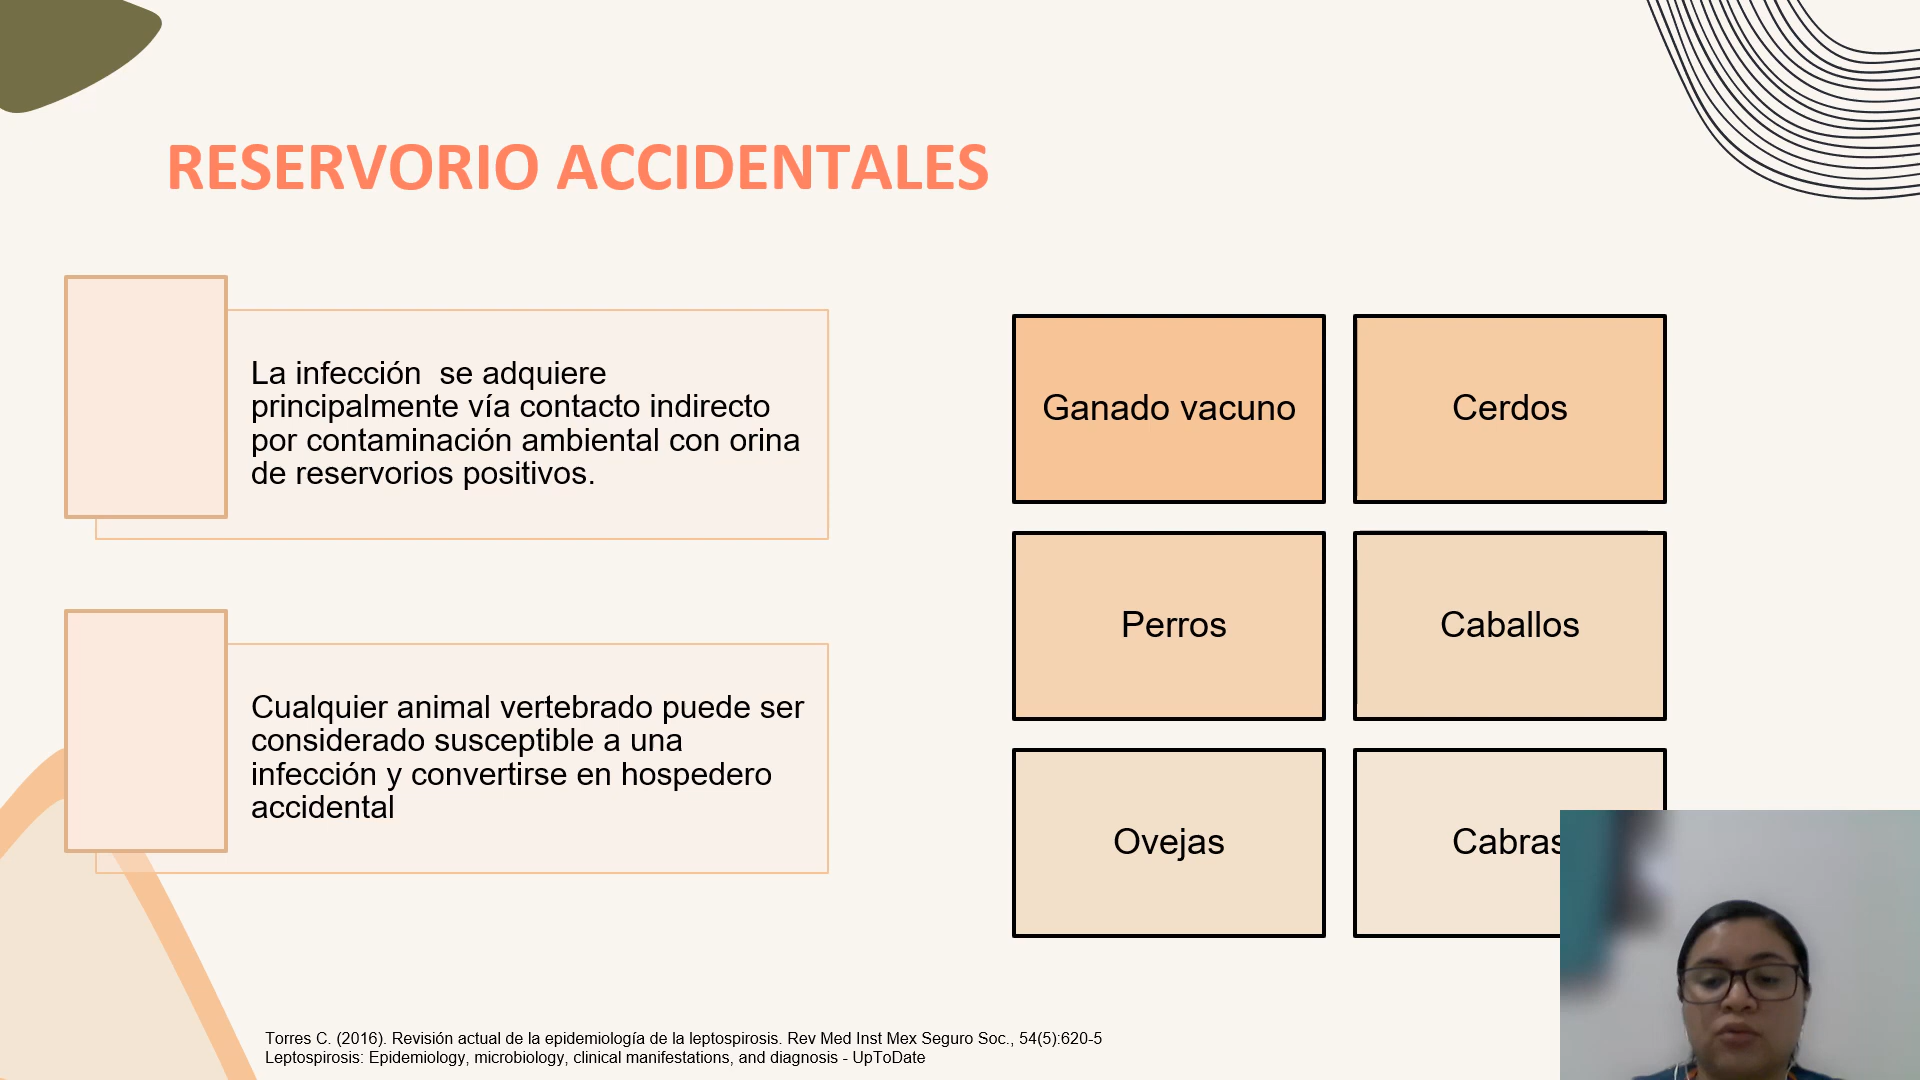 RESERVORIO ACCIDENTALES
La infección  se adquiere
principalmente vía contacto indirecto
por contaminación ambiental con orina
de reservorios positivos.
Cualquier animal vertebrado puede ser
considerado susceptible a una
infección y convertirse en hospedero
accidental
Ganado vacuno
Cerdos
Perros
Caballos
Ovejas
Cabras
Torres C. (2016). Revisión actual de la epidemiología de la leptospirosis. Rev Med Inst Mex Seguro Soc., 54(5):620-5
Leptospirosis: Epidemiology, microbiology, clinical manifestations, and diagnosis - UpToDate